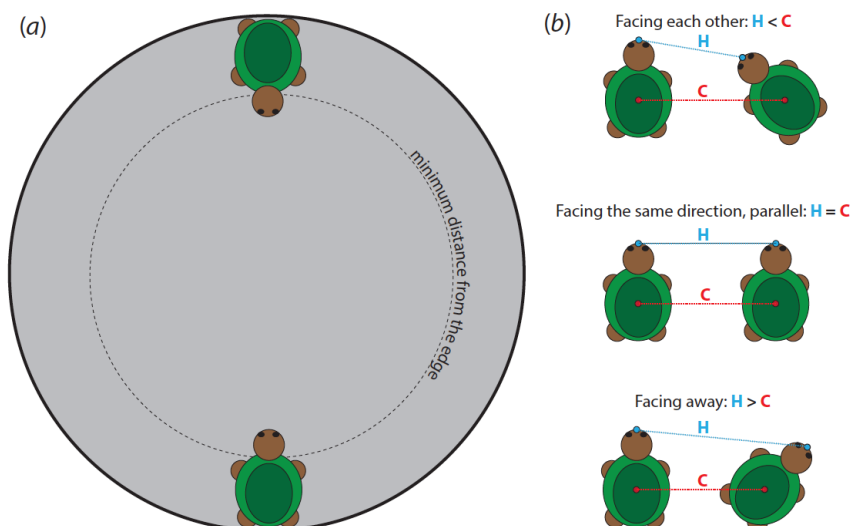 (a)
minimum distance from the edge
(b)
Facing each other: H < C
H
C
Facing the same direction, parallel: H = C
H
C
Facing away: H > C
H
C